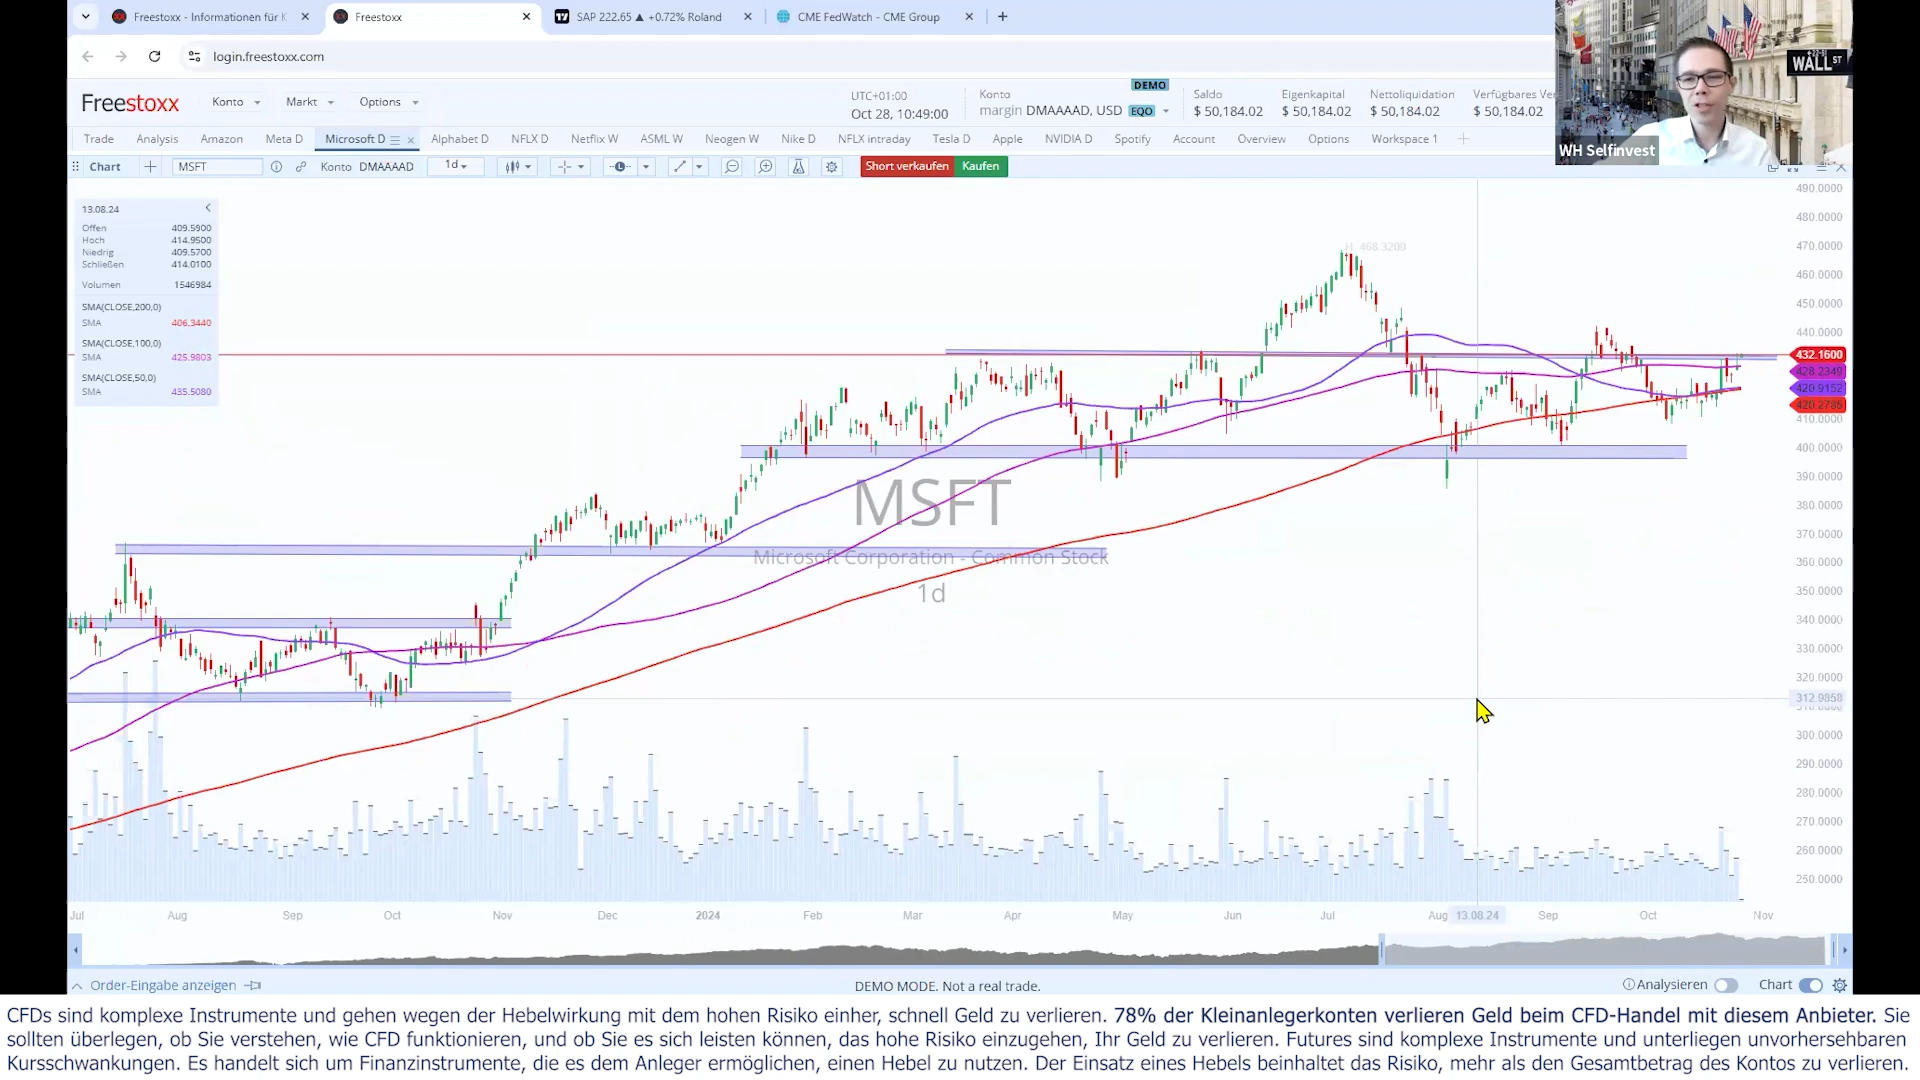 Freestoxx - Informationen für K
Freestoxx
SAP 222.65 ▲ +0.72% Roland
CME FedWatch - CME Group
login.freestoxx.com
WALL ST
WH Selfinvest
Freestoxx
Konto
Markt
Options
UTC+01:00
Oct 28, 10:49:00
Konto
margin DMAAAAD, USD EQO
DEMO
Saldo
$ 50,184.02
Eigenkapital
$ 50,184.02
Nettoliquidation
$ 50,184.02
Verfügbares Ve
$ 50,184.02
Trade Analysis Amazon Meta D Microsoft D Alphabet D NFLX D Netflix W ASML W Neogen W Nike D NFLX intraday Tesla D Apple NVIDIA D Spotify Account Overview Options Workspace 1
Chart MSFT Konto DMAAAAD 1d Short verkaufen Kaufen
13.08.24
Offen 409.5900
Hoch 414.9500
Niedrig 409.5700
Schließen 414.0100
Volumen 1546984
SMA(CLOSE,200,0)
SMA 406.3440
SMA(CLOSE,100,0)
SMA 425.9803
SMA(CLOSE,50,0)
SMA 435.5080
H 468.3200
MSFT
Microsoft Corporation - Common Stock
1d
490.0000
480.0000
470.0000
460.0000
450.0000
440.0000
432.1600
428.2349
420.9152
420.2785
410.0000
400.0000
390.0000
380.0000
370.0000
360.0000
350.0000
340.0000
330.0000
320.0000
312.9858
300.0000
290.0000
280.0000
270.0000
260.0000
250.0000
Jul Aug Sep Oct Nov Dec 2024 Feb Mar Apr May Jun Jul Aug 13.08.24 Sep Oct Nov
Order-Eingabe anzeigen
DEMO MODE. Not a real trade.
Analysieren
Chart
CFDs sind komplexe Instrumente und gehen wegen der Hebelwirkung mit dem hohen Risiko einher, schnell Geld zu verlieren. 78% der Kleinanlegerkonten verlieren Geld beim CFD-Handel mit diesem Anbieter. Sie
sollten überlegen, ob Sie verstehen, wie CFD funktionieren, und ob Sie es sich leisten können, das hohe Risiko einzugehen, Ihr Geld zu verlieren. Futures sind komplexe Instrumente und unterliegen unvorhersehbaren
Kursschwankungen. Es handelt sich um Finanzinstrumente, die es dem Anleger ermöglichen, einen Hebel zu nutzen. Der Einsatz eines Hebels beinhaltet das Risiko, mehr als den Gesamtbetrag des Kontos zu verlieren.